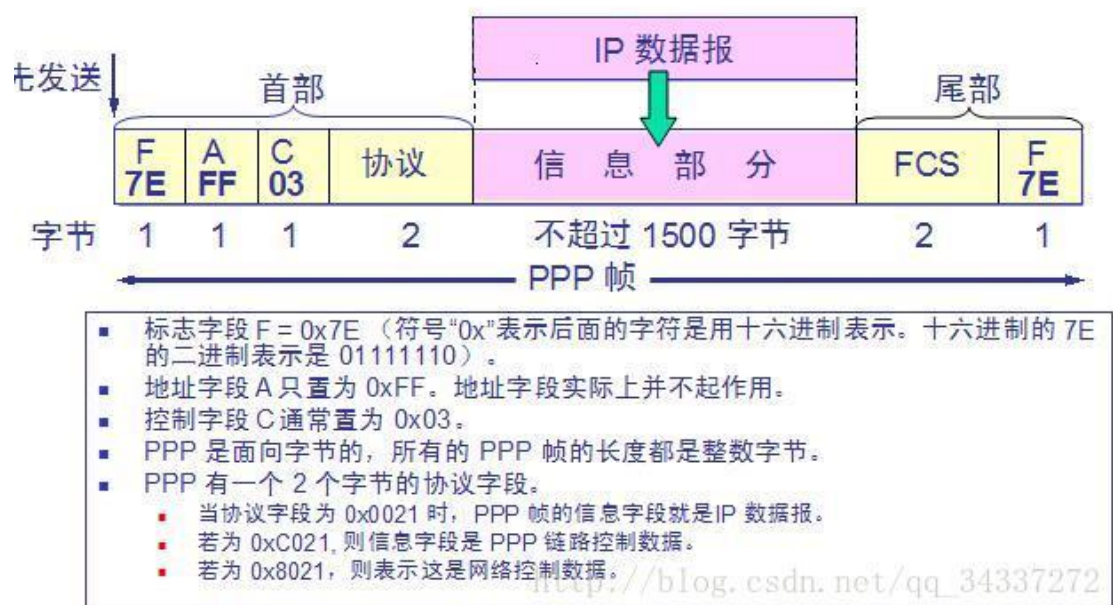 IP 数据报
先发送
首部
尾部
F
7E
A
FF
C
03
协议
信 息 部 分
FCS
F
7E
字节 1 1 1 2 不超过 1500 字节 2 1
PPP 帧
标志字段 F = 0x7E （符号“0x”表示后面的字符是用十六进制表示。十六进制的 7E
的二进制表示是 01111110）。
地址字段 A 只置为 0xFF。地址字段实际上并不起作用。
控制字段 C 通常置为 0x03。
PPP 是面向字节的，所有的 PPP 帧的长度都是整数字节。
PPP 有一个 2 个字节的协议字段。
当协议字段为 0x0021 时，PPP 帧的信息字段就是IP 数据报。
若为 0xC021, 则信息字段是 PPP 链路控制数据。
若为 0x8021，则表示这是网络控制数据。
http://blog.csdn.net/qq_34337272